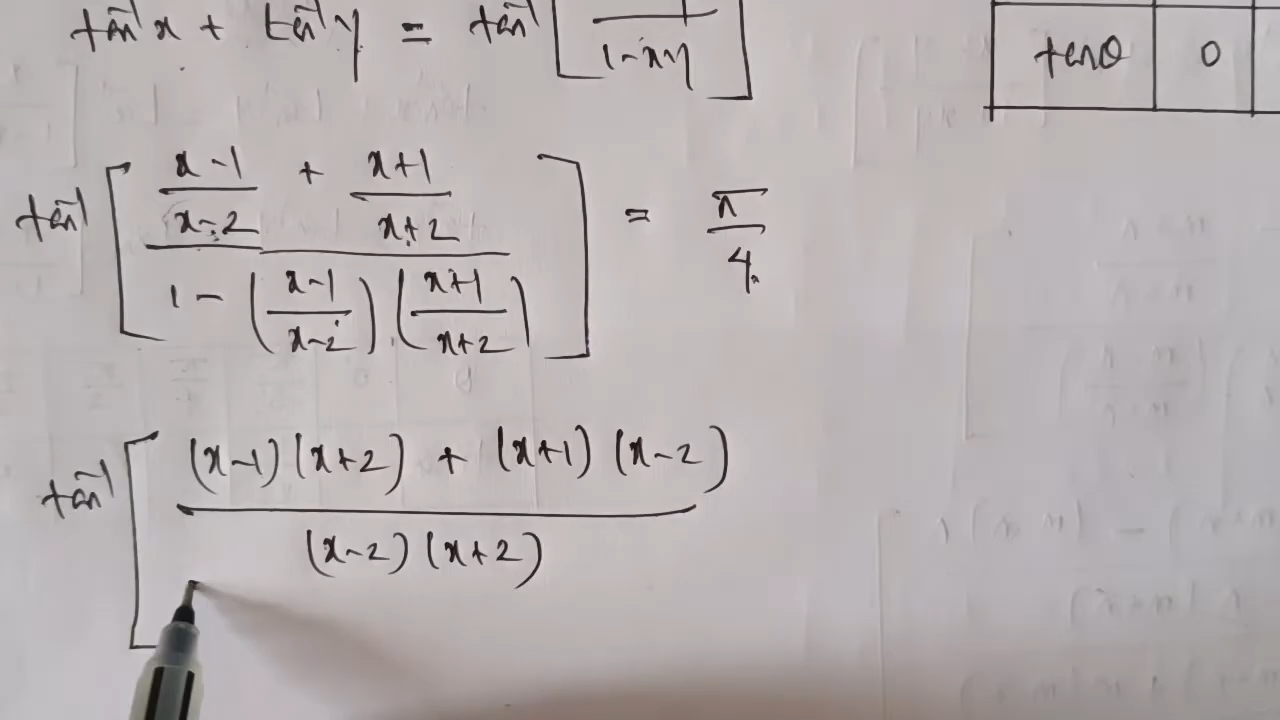 tan⁻¹x + tan⁻¹y = tan⁻¹[ / 1-xy ]
tanθ 0
tan⁻¹[ ((x-1)/(x-2) + (x+1)/(x+2)) / (1 - ((x-1)/(x-2)) . ((x+1)/(x+2))) ] = π/4
tan⁻¹[ ((x-1)(x+2) + (x+1)(x-2)) / (x-2)(x+2)